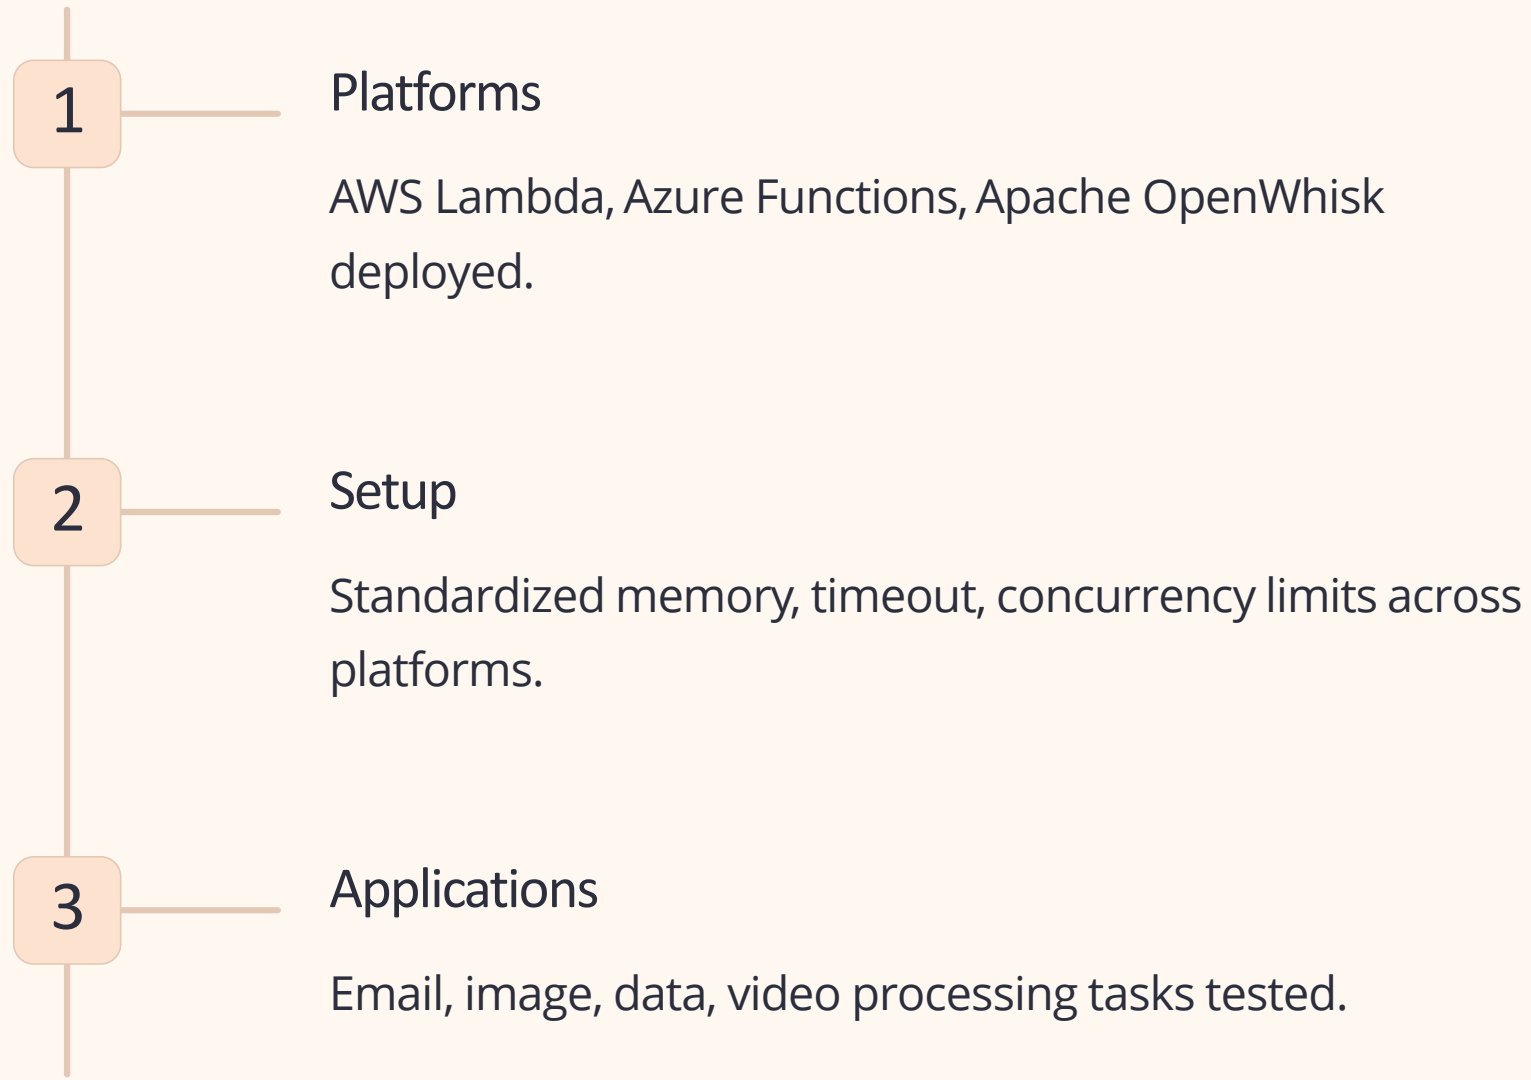 1
Platforms
AWS Lambda, Azure Functions, Apache OpenWhisk
deployed.
2
Setup
Standardized memory, timeout, concurrency limits across
platforms.
3
Applications
Email, image, data, video processing tasks tested.